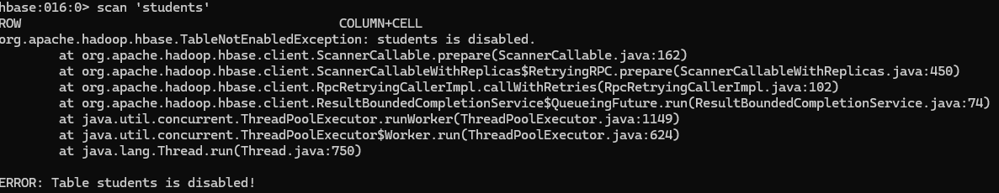 hbase:016:0> scan 'students'
ROW                                          COLUMN+CELL
org.apache.hadoop.hbase.TableNotEnabledException: students is disabled.
        at org.apache.hadoop.hbase.client.ScannerCallable.prepare(ScannerCallable.java:162)
        at org.apache.hadoop.hbase.client.ScannerCallableWithReplicas$RetryingRPC.prepare(ScannerCallableWithReplicas.java:450)
        at org.apache.hadoop.hbase.client.RpcRetryingCallerImpl.callWithRetries(RpcRetryingCallerImpl.java:102)
        at org.apache.hadoop.hbase.client.ResultBoundedCompletionService$QueueingFuture.run(ResultBoundedCompletionService.java:74)
        at java.util.concurrent.ThreadPoolExecutor.runWorker(ThreadPoolExecutor.java:1149)
        at java.util.concurrent.ThreadPoolExecutor$Worker.run(ThreadPoolExecutor.java:624)
        at java.lang.Thread.run(Thread.java:750)
ERROR: Table students is disabled!